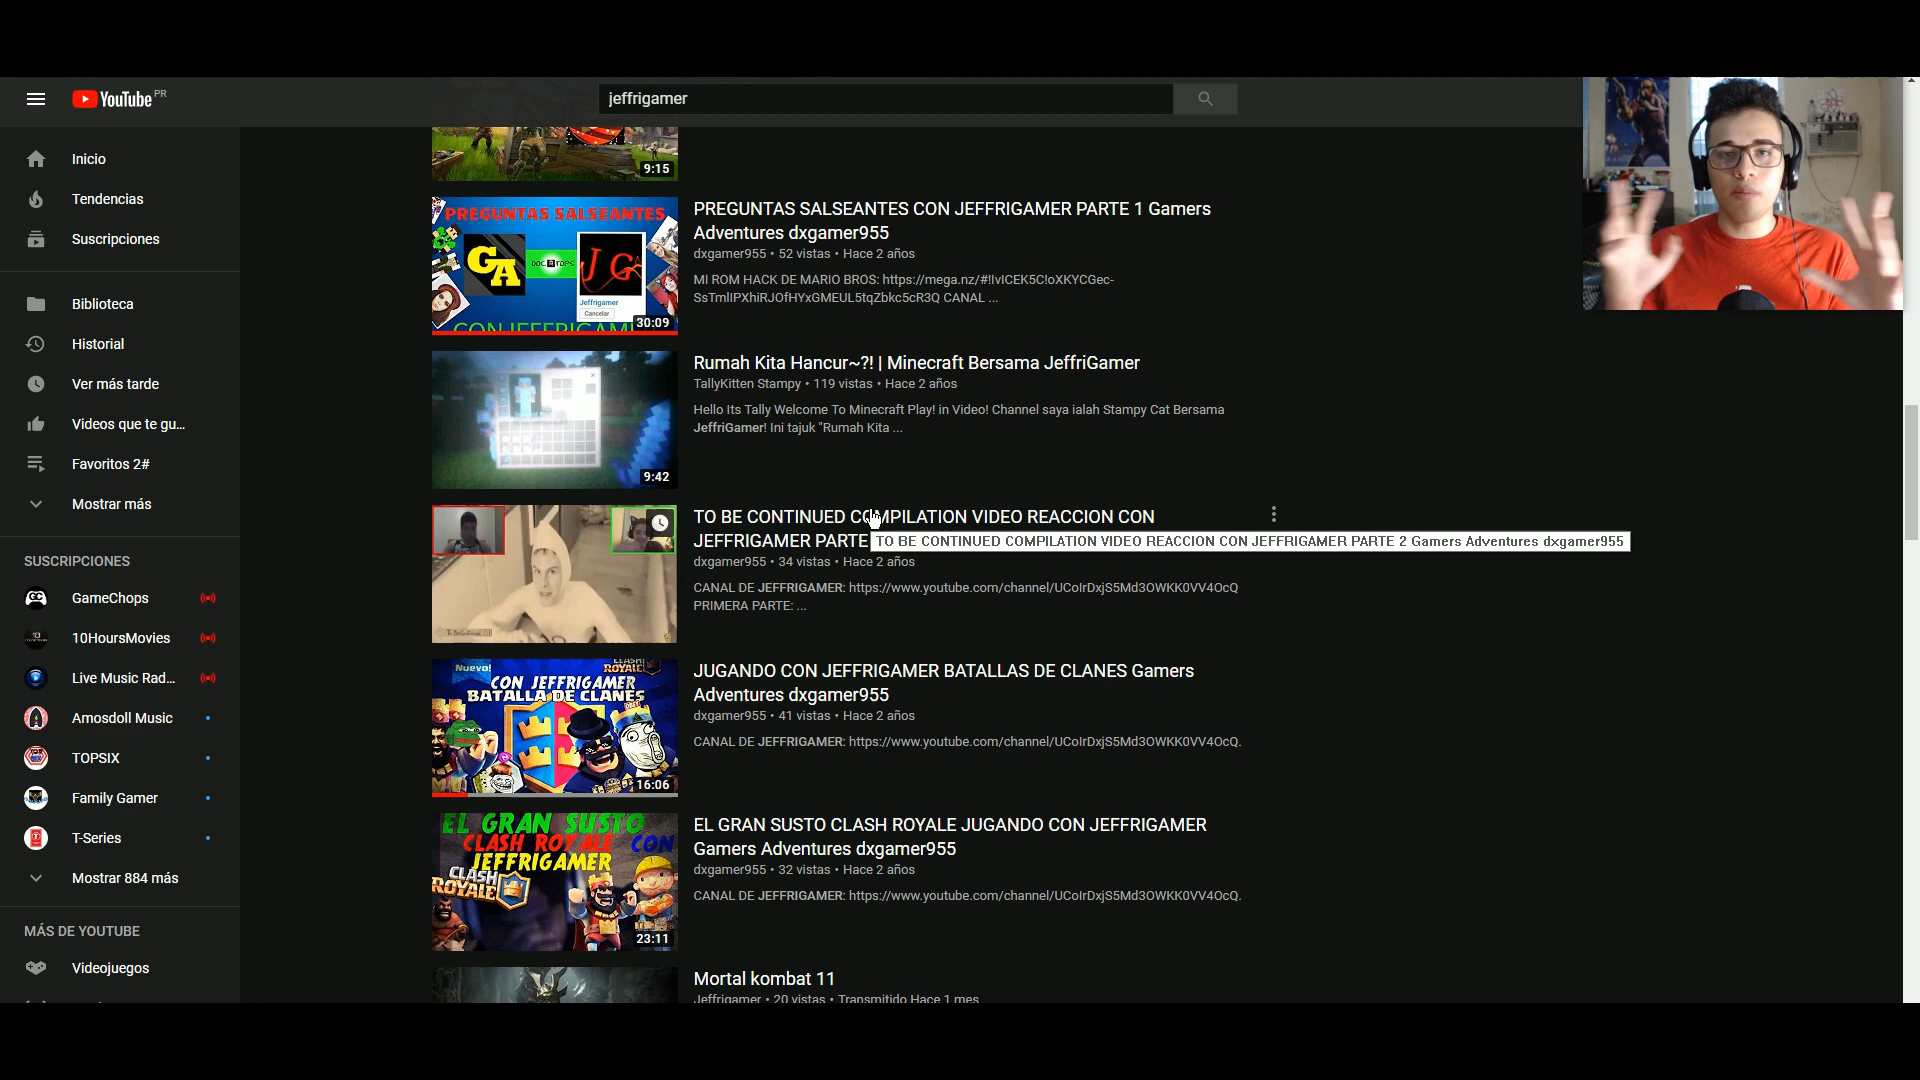 YouTube PR
jeffrigamer
Inicio
Tendencias
Suscripciones
Biblioteca
Historial
Ver más tarde
Videos que te gu...
Favoritos 2#
Mostrar más
SUSCRIPCIONES
GameChops
10HoursMovies
Live Music Rad...
Amosdoll Music
TOPSIX
Family Gamer
T-Series
Mostrar 884 más
MÁS DE YOUTUBE
Videojuegos
9:15
PREGUNTAS SALSEANTES
GA
JG
Jeffrigamer
Cancelar
30:09
PREGUNTAS SALSEANTES CON JEFFRIGAMER PARTE 1 Gamers
Adventures dxgamer955
dxgamer955 • 52 vistas • Hace 2 años
MI ROM HACK DE MARIO BROS: https://mega.nz/#!IvICEK5C!oXKYCGec-
SsTmlIPXhiRJOfHYxGMEUL5tqZbkc5cR3Q CANAL ...
9:42
Rumah Kita Hancur~?! | Minecraft Bersama JeffriGamer
TallyKitten Stampy • 119 vistas • Hace 2 años
Hello Its Tally Welcome To Minecraft Play! in Video! Channel saya ialah Stampy Cat Bersama
JeffriGamer! Ini tajuk "Rumah Kita ...
TO BE CONTINUED COMPILATION VIDEO REACCION CON
JEFFRIGAMER PARTE
TO BE CONTINUED COMPILATION VIDEO REACCION CON JEFFRIGAMER PARTE 2 Gamers Adventures dxgamer955
dxgamer955 • 34 vistas • Hace 2 años
CANAL DE JEFFRIGAMER: https://www.youtube.com/channel/UColrDxjS5Md3OWKK0VV4OcQ
PRIMERA PARTE: ...
Nuevo!
CLASH
ROYALE
CON JEFFRIGAMER
BATALLA DE CLANES
16:06
JUGANDO CON JEFFRIGAMER BATALLAS DE CLANES Gamers
Adventures dxgamer955
dxgamer955 • 41 vistas • Hace 2 años
CANAL DE JEFFRIGAMER: https://www.youtube.com/channel/UColrDxjS5Md3OWKK0VV4OcQ.
EL GRAN SUSTO
CLASH ROYALE CON
JEFFRIGAMER
CLASH
ROYALE
23:11
EL GRAN SUSTO CLASH ROYALE JUGANDO CON JEFFRIGAMER
Gamers Adventures dxgamer955
dxgamer955 • 32 vistas • Hace 2 años
CANAL DE JEFFRIGAMER: https://www.youtube.com/channel/UColrDxjS5Md3OWKK0VV4OcQ.
Mortal kombat 11
Jeffrigamer • 20 vistas • Transmitido Hace 1 mes